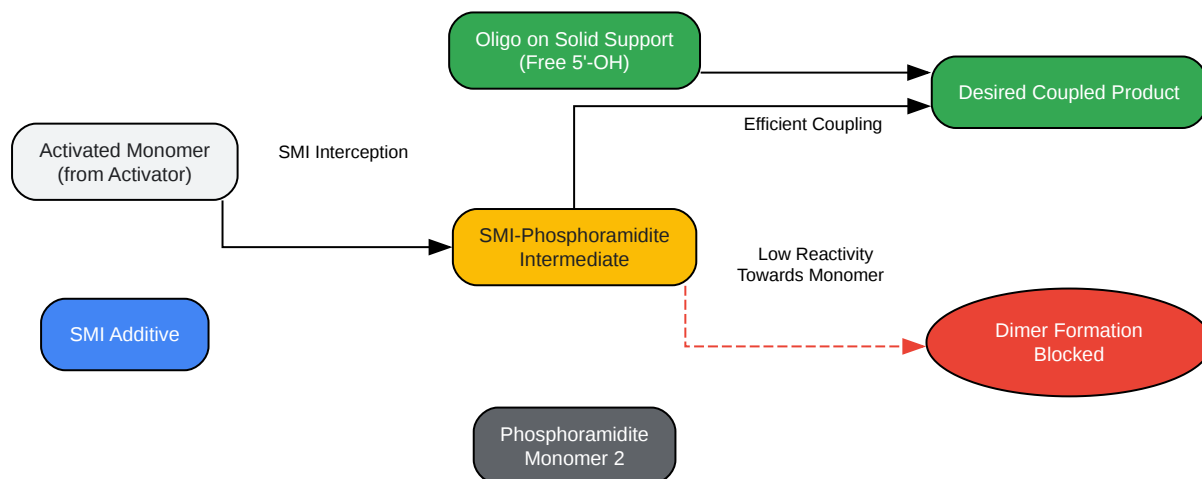 Oligo on Solid Support
(Free 5'-OH)
Desired Coupled Product
Efficient Coupling
Activated Monomer
(from Activator)
SMI Interception
SMI-Phosphoramidite
Intermediate
Low Reactivity
Towards Monomer
SMI Additive
Dimer Formation
Blocked
Phosphoramidite
Monomer 2